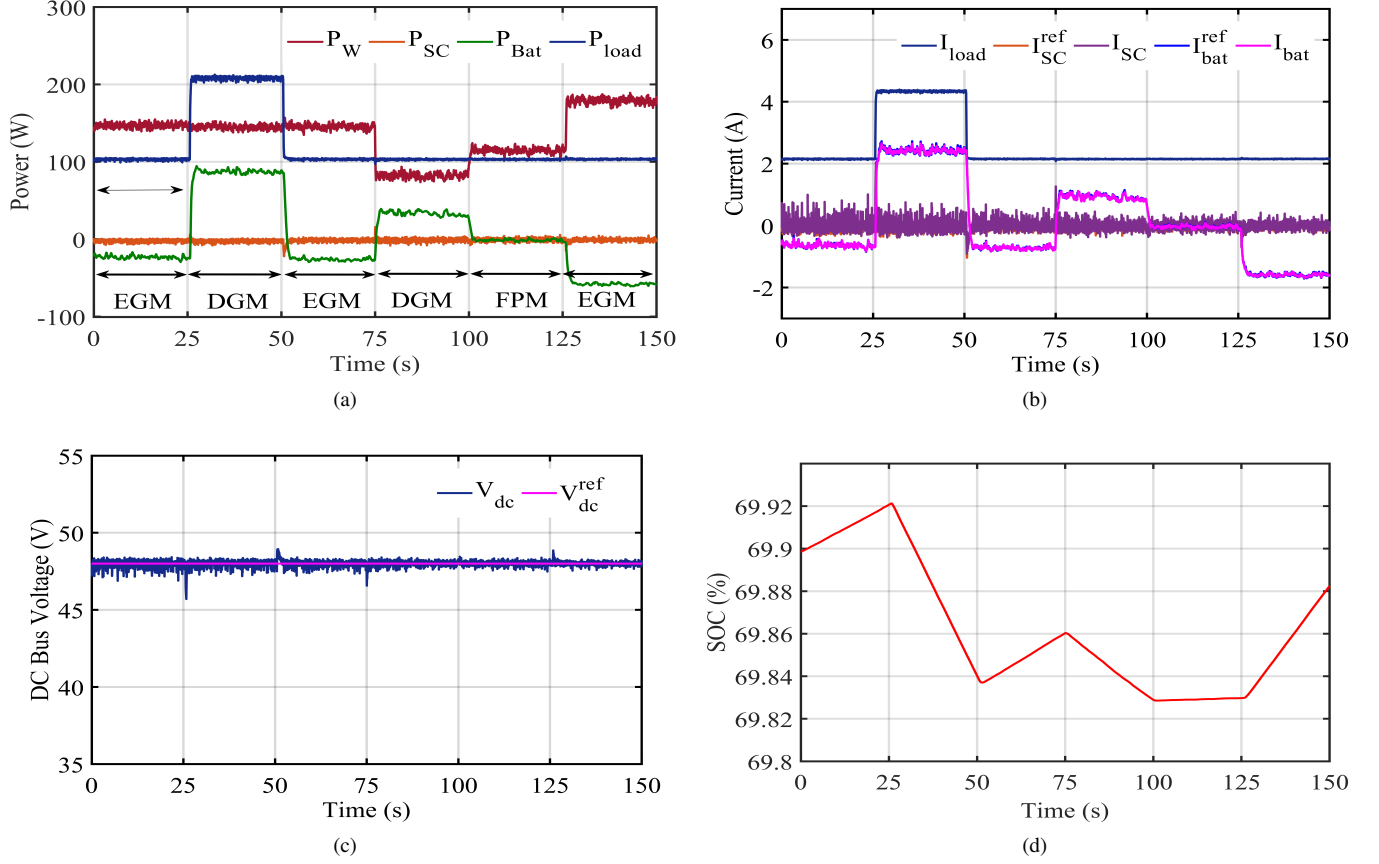 300
200
100
0
-100
Power (W)
P_W P_SC P_Bat P_load
EGM DGM EGM DGM FPM EGM
0 25 50 75 100 125 150
Time (s)
(a)
6
4
2
0
-2
Current (A)
I_load I_SC^ref I_SC I_bat^ref I_bat
0 25 50 75 100 125 150
Time (s)
(b)
55
50
45
40
35
DC Bus Voltage (V)
V_dc V_dc^ref
0 25 50 75 100 125 150
Time (s)
(c)
69.92
69.9
69.88
69.86
69.84
69.82
69.8
SOC (%)
0 25 50 75 100 125 150
Time (s)
(d)